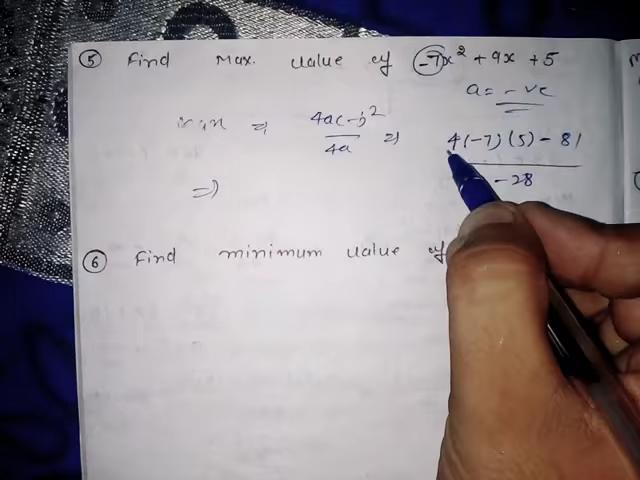 5 Find Max. value of -7x² + 9x + 5
a = -ve
max ⇒ 4ac-b² / 4a ⇒ 4(-7)(5) - 81 / -28
⇒
6 Find minimum value of